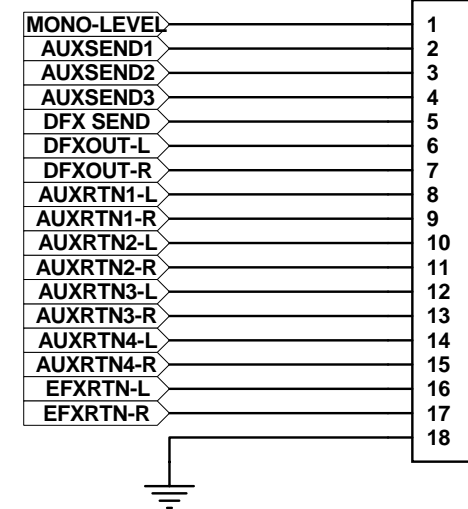 MONO-LEVEL 1
AUXSEND1 2
AUXSEND2 3
AUXSEND3 4
DFX SEND 5
DFXOUT-L 6
DFXOUT-R 7
AUXRTN1-L 8
AUXRTN1-R 9
AUXRTN2-L 10
AUXRTN2-R 11
AUXRTN3-L 12
AUXRTN3-R 13
AUXRTN4-L 14
AUXRTN4-R 15
EFXRTN-L 16
EFXRTN-R 17
18